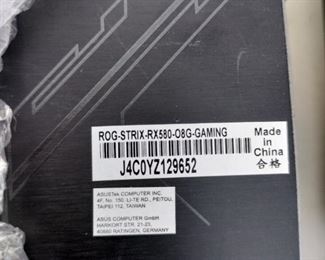 ROG-STRIX-RX580-O8G-GAMING
Made in
China
合格
J4C0YZ129652
ASUSTeK COMPUTER INC.
4F, No. 150, LI-TE RD., PEITOU,
TAIPEI 112, TAIWAN
ASUS COMPUTER GmbH
HARKORT STR. 21-23,
40880 RATINGEN, GERMANY